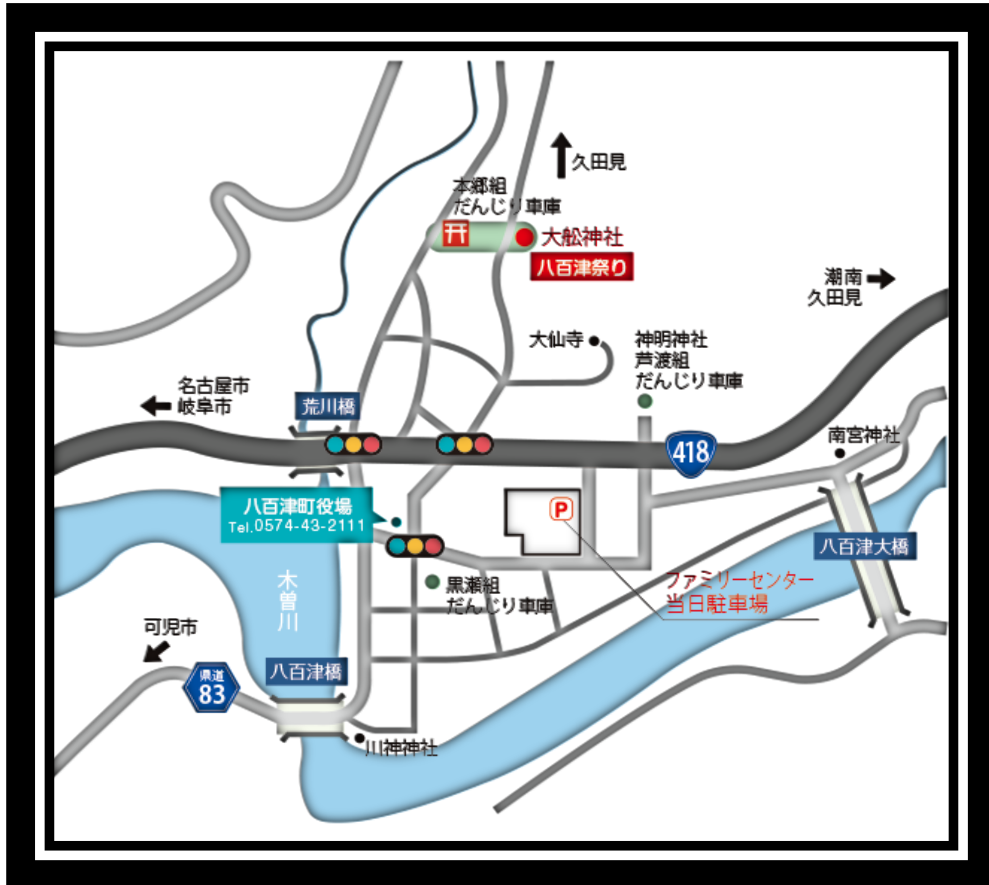 久田見
本郷組
だんじり車庫
大舩神社
八百津祭り
潮南
久田見
大仙寺
神明神社
芦渡組
だんじり車庫
名古屋市
岐阜市
荒川橋
418
南宮神社
八百津町役場
Tel.0574-43-2111
P
八百津大橋
木曽川
黒瀬組
だんじり車庫
ファミリーセンター
当日駐車場
可児市
八百津橋
県道
83
川神神社